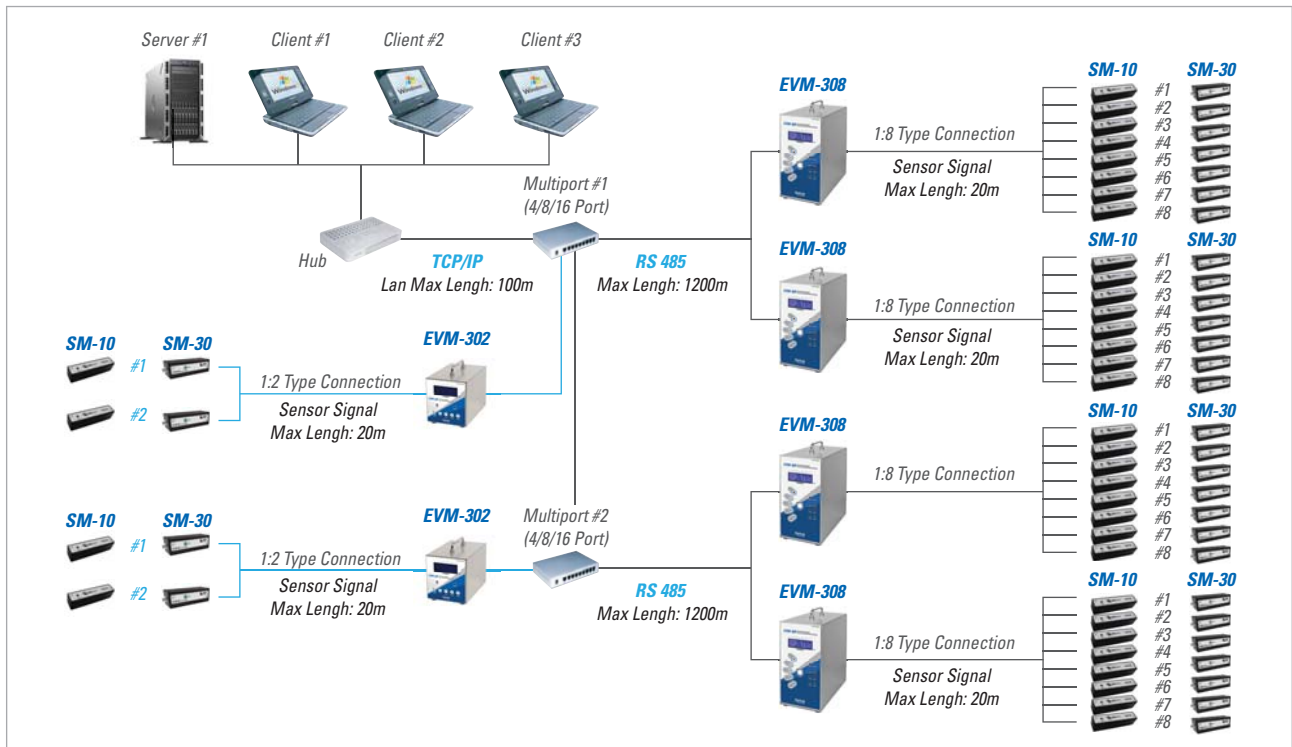 Server #1
Client #1
Client #2
Client #3
Windows
Windows
Windows
Multiport #1
(4/8/16 Port)
Hub
TCP/IP
Lan Max Lengh: 100m
RS 485
Max Lengh: 1200m
EVM-308
1:8 Type Connection
Sensor Signal
Max Lengh: 20m
SM-10
SM-30
#1
#2
#3
#4
#5
#6
#7
#8
EVM-308
1:8 Type Connection
Sensor Signal
Max Lengh: 20m
SM-10
SM-30
#1
#2
#3
#4
#5
#6
#7
#8
SM-10
SM-30
#1
#2
1:2 Type Connection
Sensor Signal
Max Lengh: 20m
EVM-302
SM-10
SM-30
#1
#2
1:2 Type Connection
Sensor Signal
Max Lengh: 20m
EVM-302
Multiport #2
(4/8/16 Port)
RS 485
Max Lengh: 1200m
EVM-308
1:8 Type Connection
SM-10
SM-30
#1
#2
#3
#4
#5
#6
#7
#8
EVM-308
1:8 Type Connection
Sensor Signal
Max Lengh: 20m
SM-10
SM-30
#1
#2
#3
#4
#5
#6
#7
#8